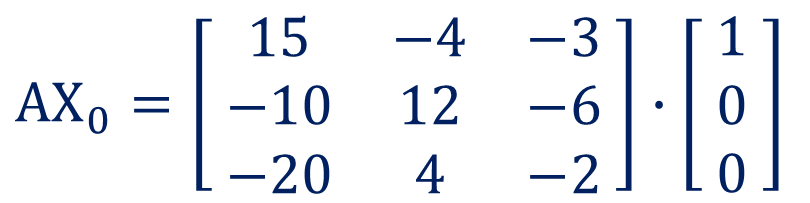 AX₀ = [ 15 −4 −3 ; −10 12 −6 ; −20 4 −2 ] · [ 1 ; 0 ; 0 ]